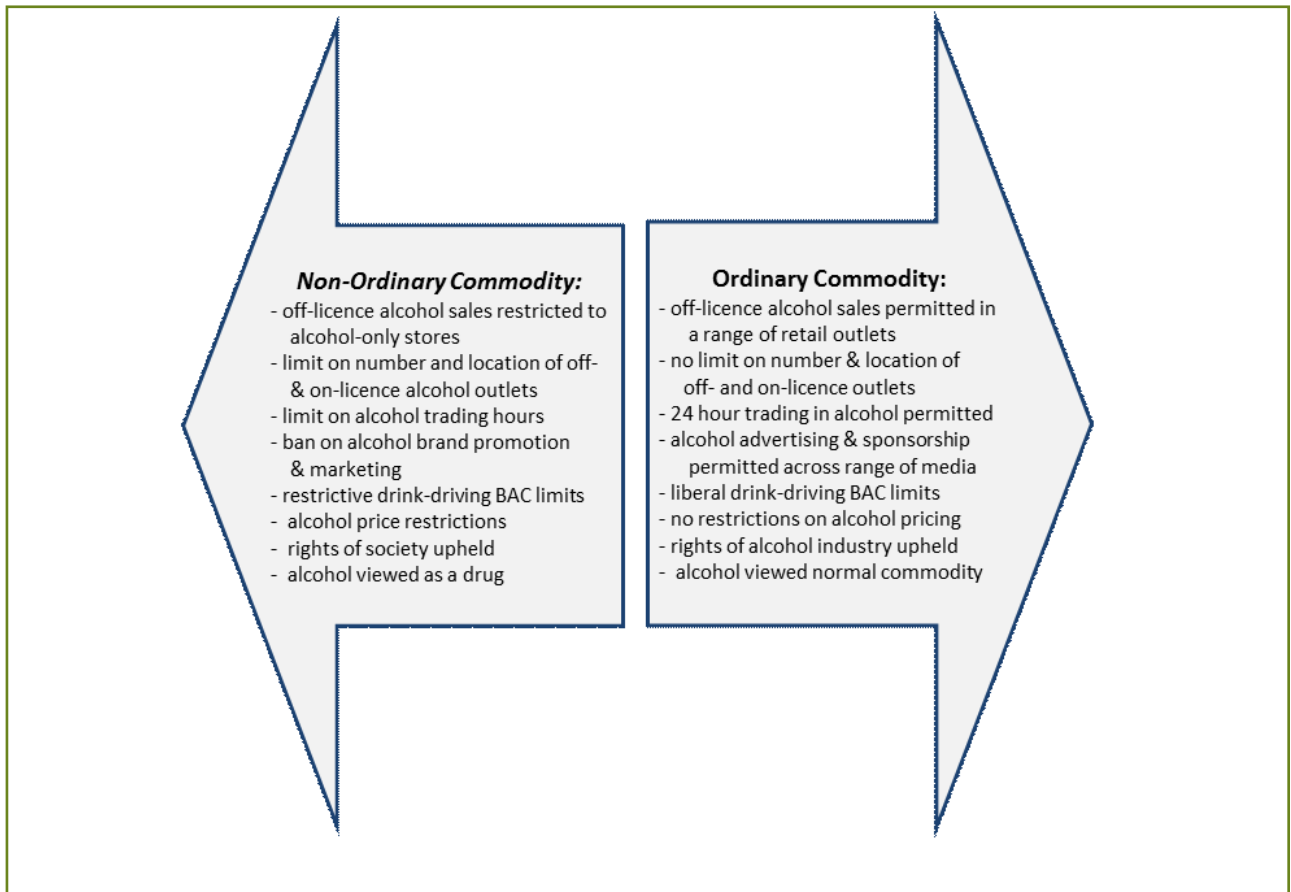 Non-Ordinary Commodity:
- off-licence alcohol sales restricted to
alcohol-only stores
- limit on number and location of off-
& on-licence alcohol outlets
- limit on alcohol trading hours
- ban on alcohol brand promotion
& marketing
- restrictive drink-driving BAC limits
- alcohol price restrictions
- rights of society upheld
- alcohol viewed as a drug
Ordinary Commodity:
- off-licence alcohol sales permitted in
a range of retail outlets
- no limit on number & location of
off- and on-licence outlets
- 24 hour trading in alcohol permitted
- alcohol advertising & sponsorship
permitted across range of media
- liberal drink-driving BAC limits
- no restrictions on alcohol pricing
- rights of alcohol industry upheld
- alcohol viewed normal commodity